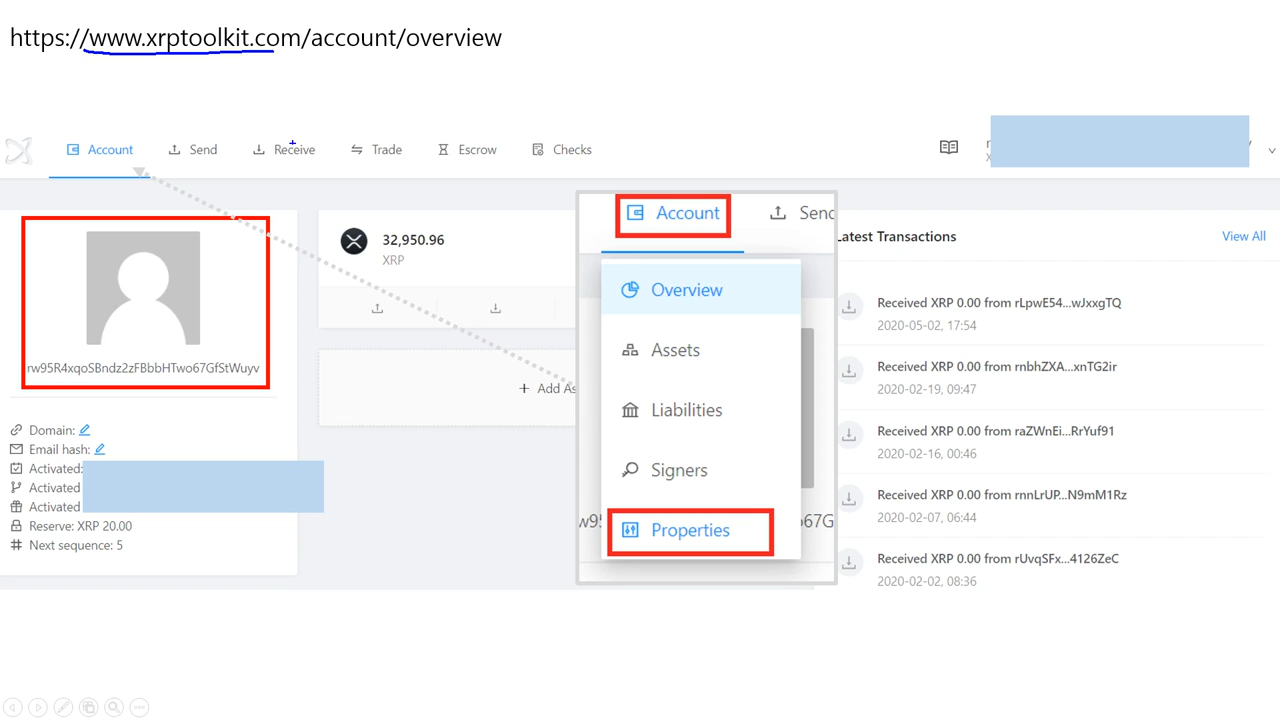 https://www.xrptoolkit.com/account/overview
Account
Send
Receive
Trade
Escrow
Checks
rw95R4xqoSBndz2zFBbbHTwo67GfStWuyv
Domain:
Email hash:
Activated:
Activated
Activated
Reserve: XRP 20.00
Next sequence: 5
32,950.96
XRP
+ Add As
Account
Send
Overview
Assets
Liabilities
Signers
Properties
Latest Transactions
View All
Received XRP 0.00 from rLpwE54...wJxxgTQ
2020-05-02, 17:54
Received XRP 0.00 from rnbhZXA...xnTG2ir
2020-02-19, 09:47
Received XRP 0.00 from raZWnEi...RrYuf91
2020-02-16, 00:46
Received XRP 0.00 from rnnLrUP...N9mM1Rz
2020-02-07, 06:44
Received XRP 0.00 from rUvqSFx...4126ZeC
2020-02-02, 08:36